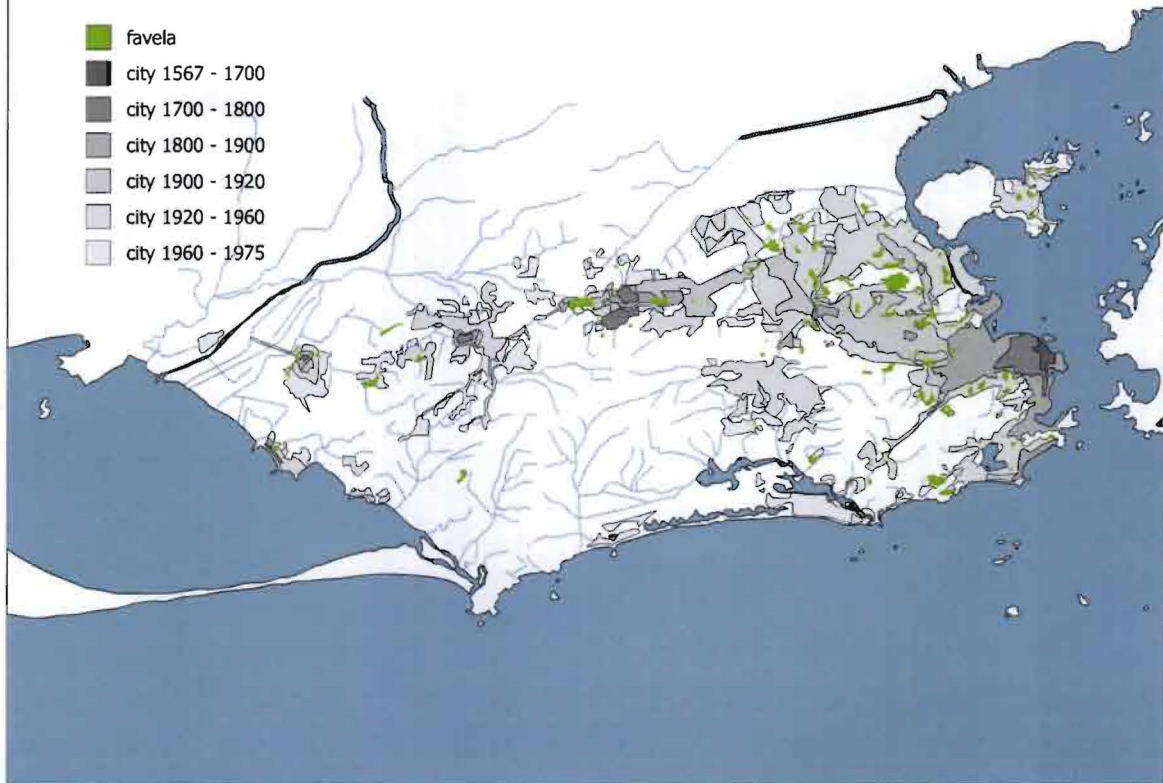 favela
city 1567 - 1700
city 1700 - 1800
city 1800 - 1900
city 1900 - 1920
city 1920 - 1960
city 1960 - 1975